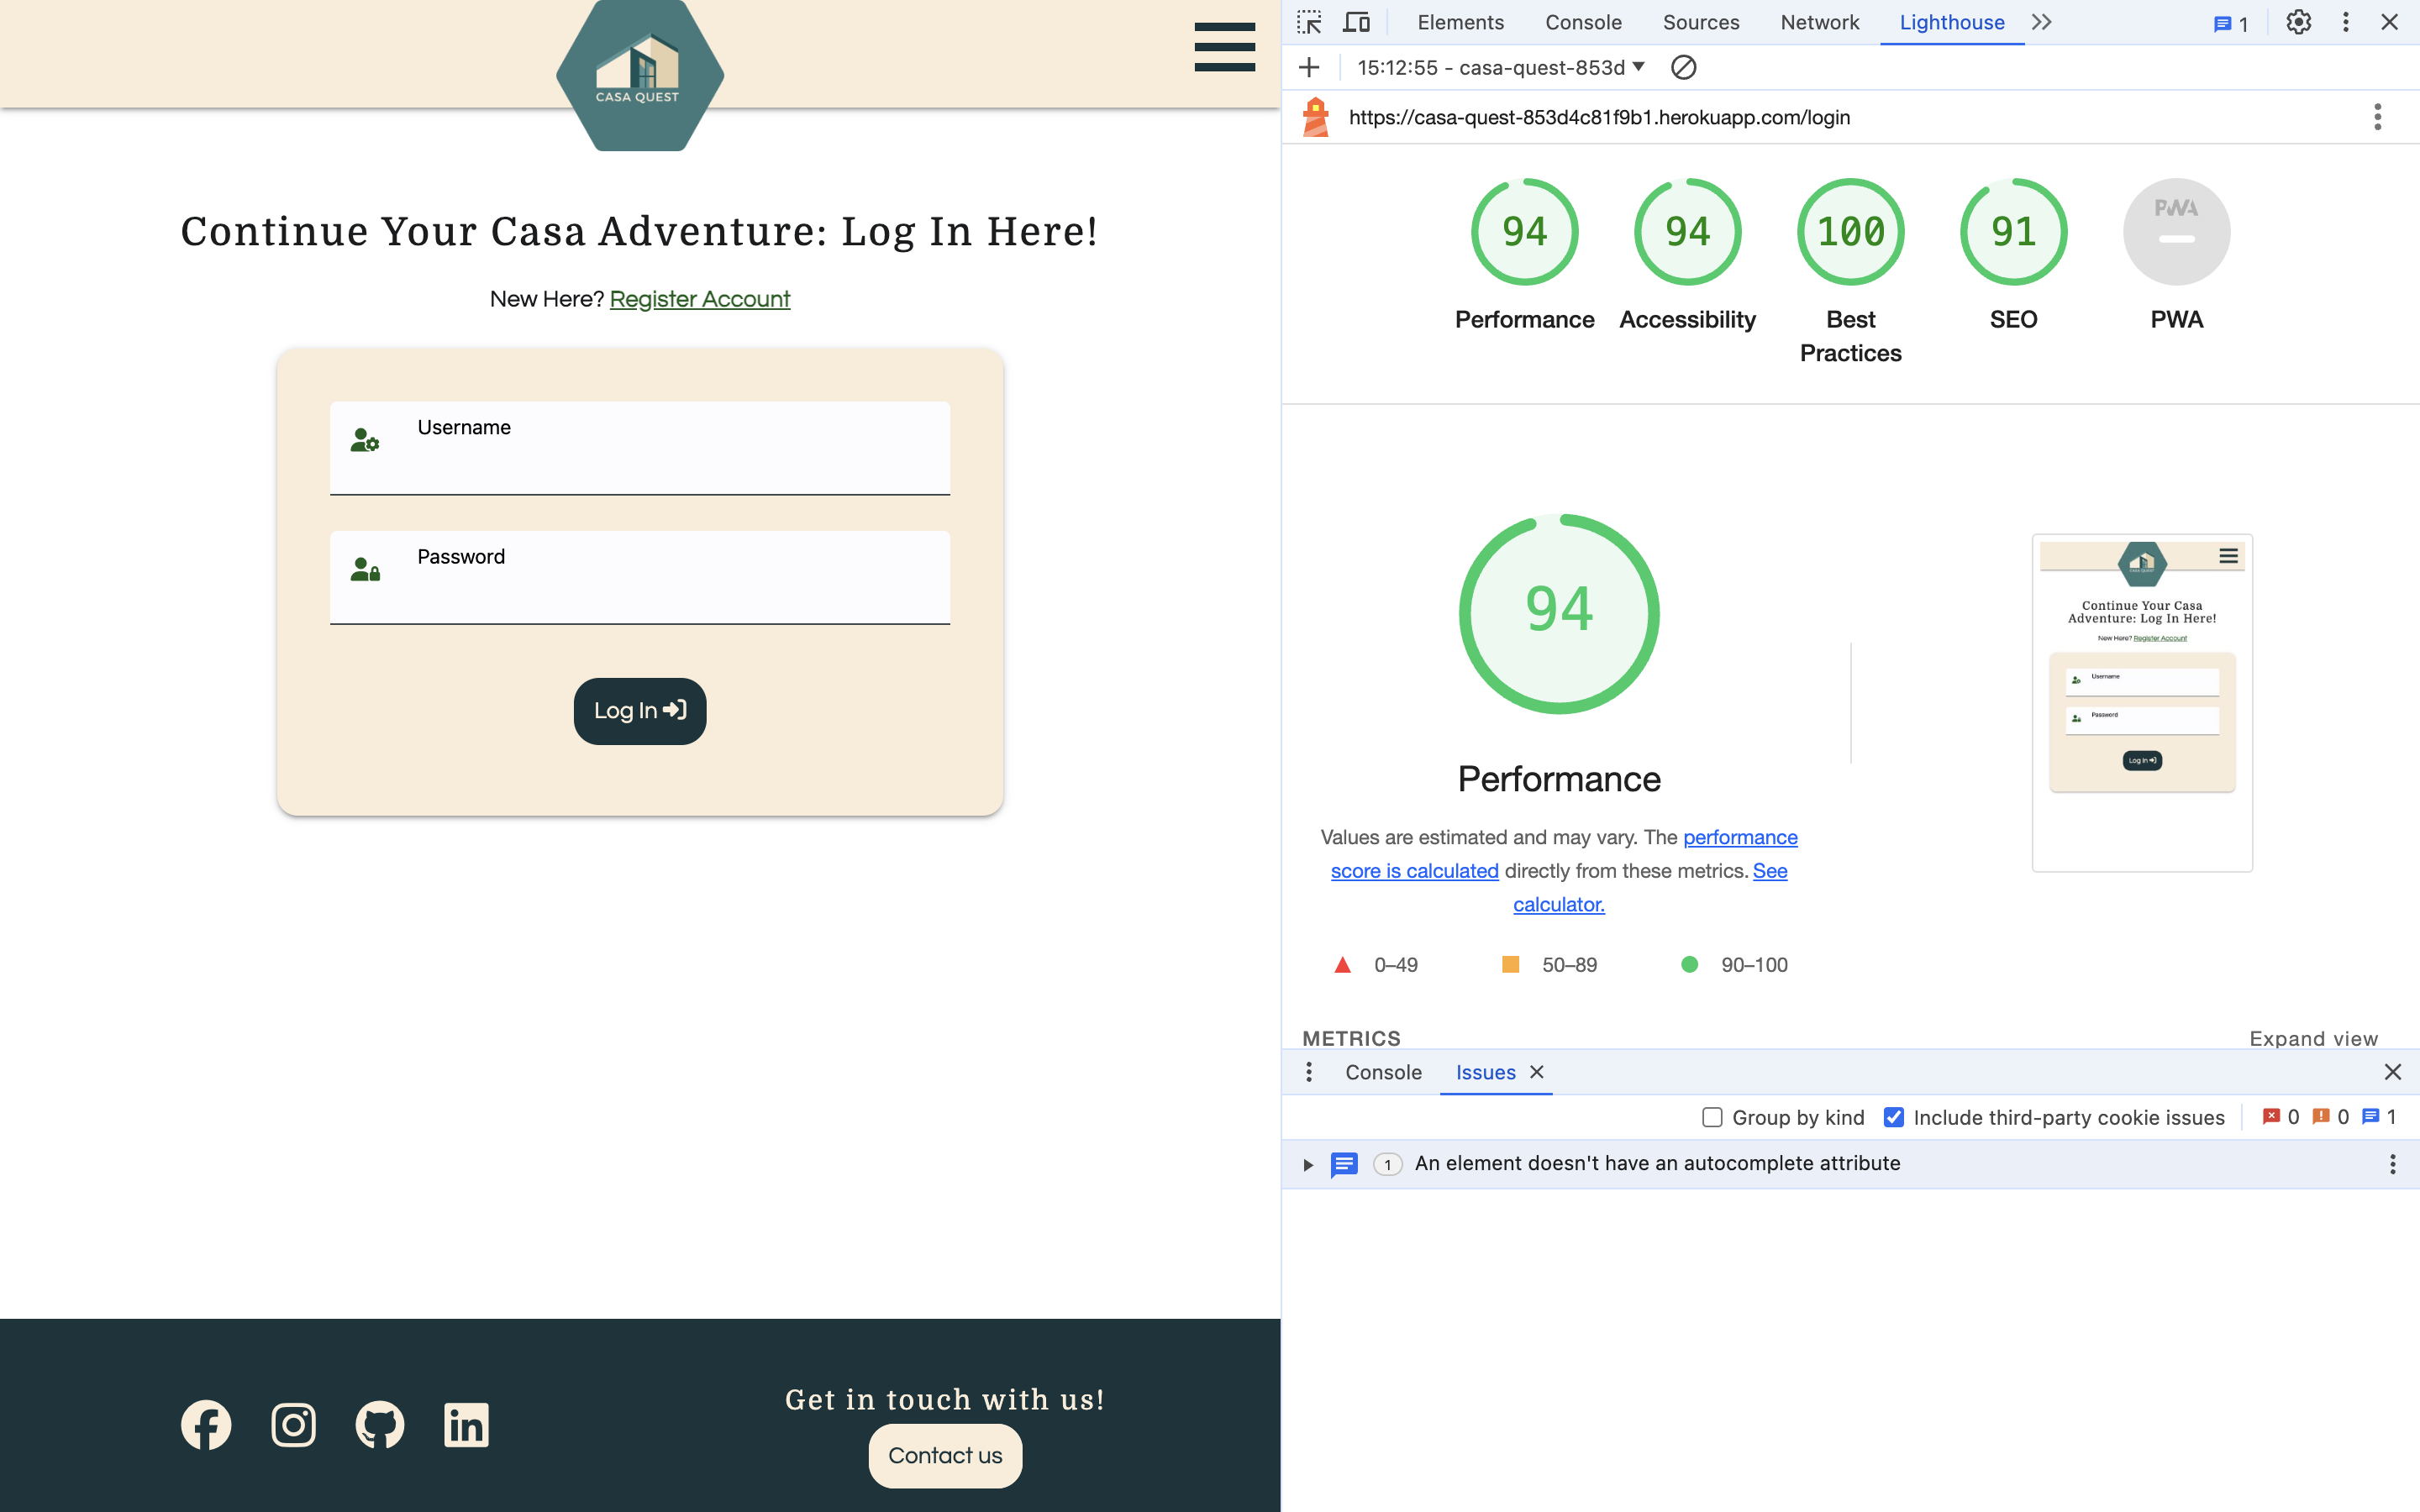 CASA QUEST
Continue Your Casa Adventure: Log In Here!
New Here? Register Account
Username
Password
Log In
Get in touch with us!
Contact us
Elements Console Sources Network Lighthouse 1
15:12:55 - casa-quest-853d
https://casa-quest-853d4c81f9b1.herokuapp.com/login
94 94 100 91 PWA
Performance Accessibility Best Practices SEO PWA
94
Performance
Values are estimated and may vary. The performance
score is calculated directly from these metrics. See
calculator.
0–49 50–89 90–100
Continue Your Casa
Adventure: Log In Here!
New Here? Register Account
Username
Password
Log In
METRICS Expand view
Console Issues
Group by kind Include third-party cookie issues 0 0 1
1 An element doesn't have an autocomplete attribute